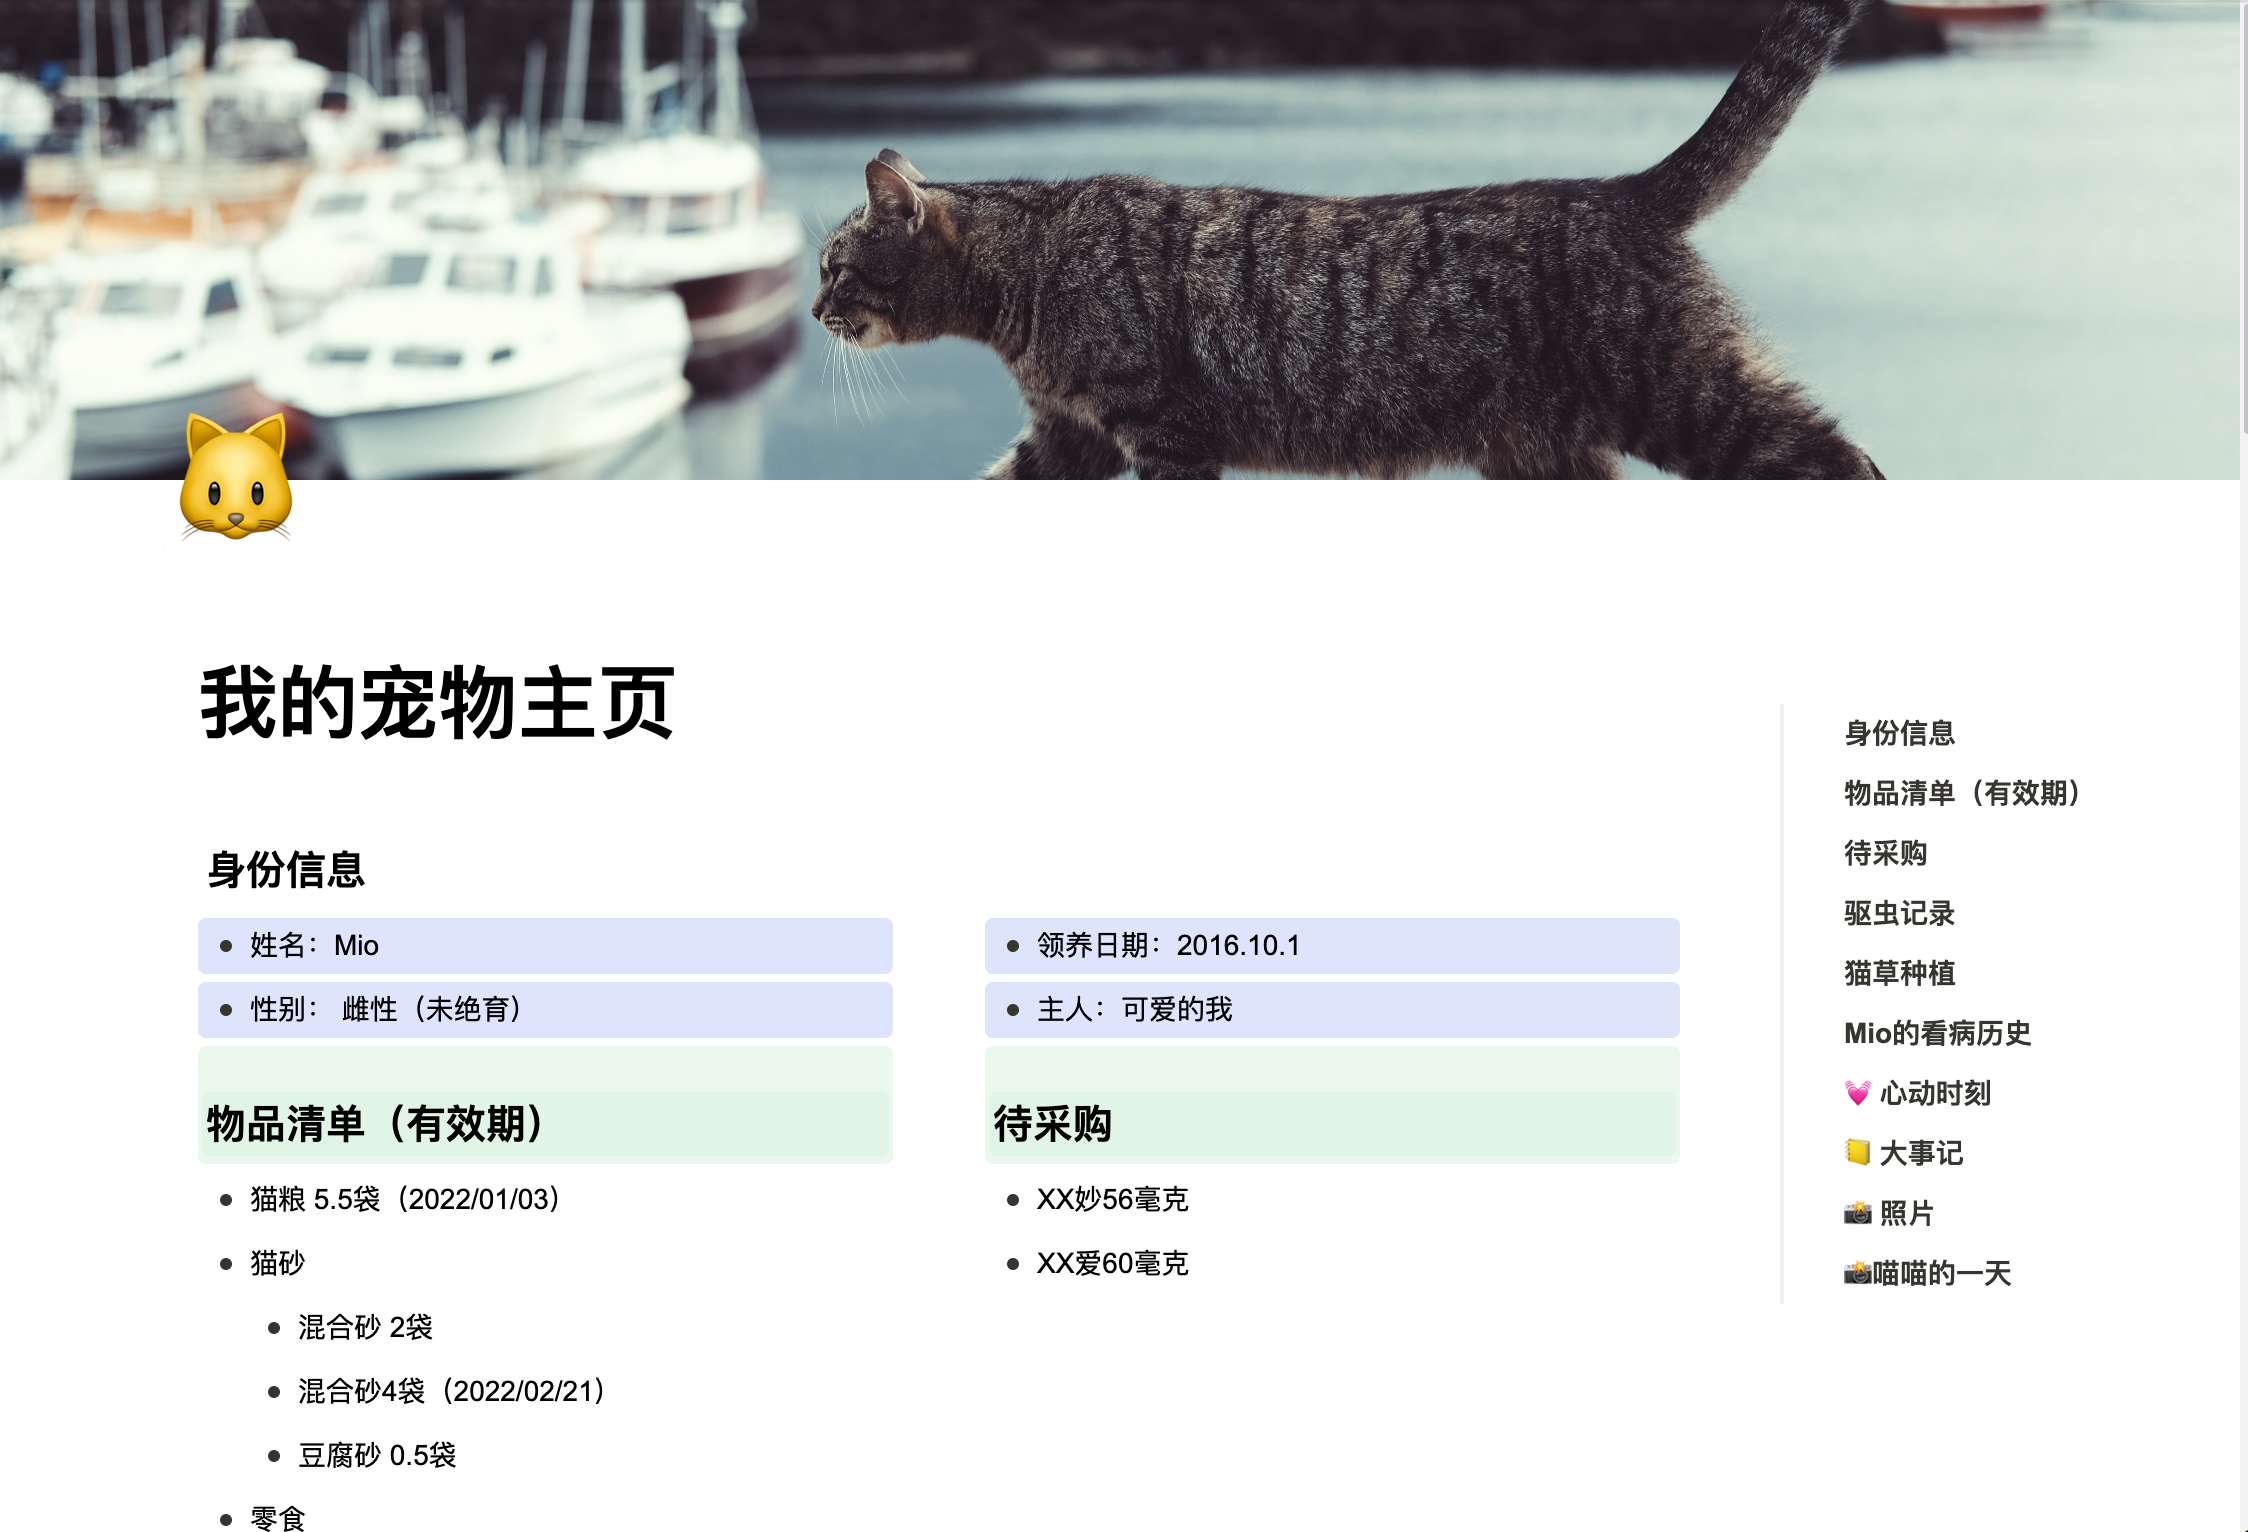 我的宠物主页
身份信息
姓名：Mio
性别： 雌性（未绝育）
领养日期：2016.10.1
主人：可爱的我
物品清单（有效期）
猫粮 5.5袋（2022/01/03）
猫砂
混合砂 2袋
混合砂4袋（2022/02/21）
豆腐砂 0.5袋
零食
待采购
XX妙56毫克
XX爱60毫克
身份信息
物品清单（有效期）
待采购
驱虫记录
猫草种植
Mio的看病历史
💓 心动时刻
📒 大事记
📸 照片
📸喵喵的一天